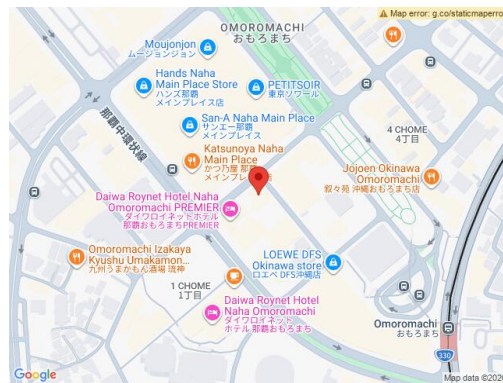 Map error: g.co/staticmaperro
OMOROMACHI
おもろまち
Moujonjon
ムージョンジョン
Hands Naha
Main Place Store
ハンズ那覇
メインプレイス店
PETITSOIR
東京ソワール
San-A Naha Main Place
サンエー那覇
メインプレイス
那覇中環状線
4 CHOME
4丁目
Katsunoya Naha
Main Place
かつ乃屋 那
メインプレイス 店
Jojoen Okinawa
Omoromachi
叙々苑 沖縄おもろまち店
Daiwa Roynet Hotel Naha
Omoromachi PREMIER
ダイワロイネットホテル
那覇おもろまちPREMIER
Omoromachi Izakaya
Kyushu Umakamon...
九州うまかもん酒場 琉神
LOEWE DFS
Okinawa store
ロエベ DFS沖縄店
1 CHOME
1丁目
Daiwa Roynet Hotel
Naha Omoromachi
ダイワロイネット
ホテル 那覇おもろまち
Omoromachi
おもろまち
330
Google
Map data ©202